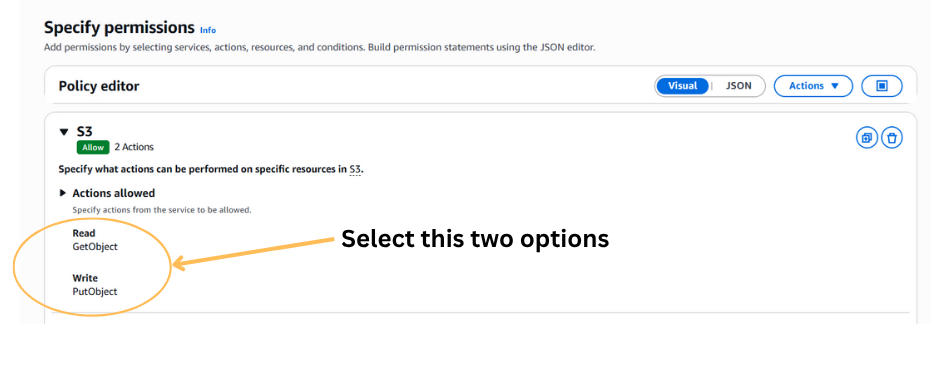 Specify permissions Info
Add permissions by selecting services, actions, resources, and conditions. Build permission statements using the JSON editor.
Policy editor
Visual JSON Actions
S3
Allow 2 Actions
Specify what actions can be performed on specific resources in S3.
Actions allowed
Specify actions from the service to be allowed.
Read
GetObject
Select this two options
Write
PutObject